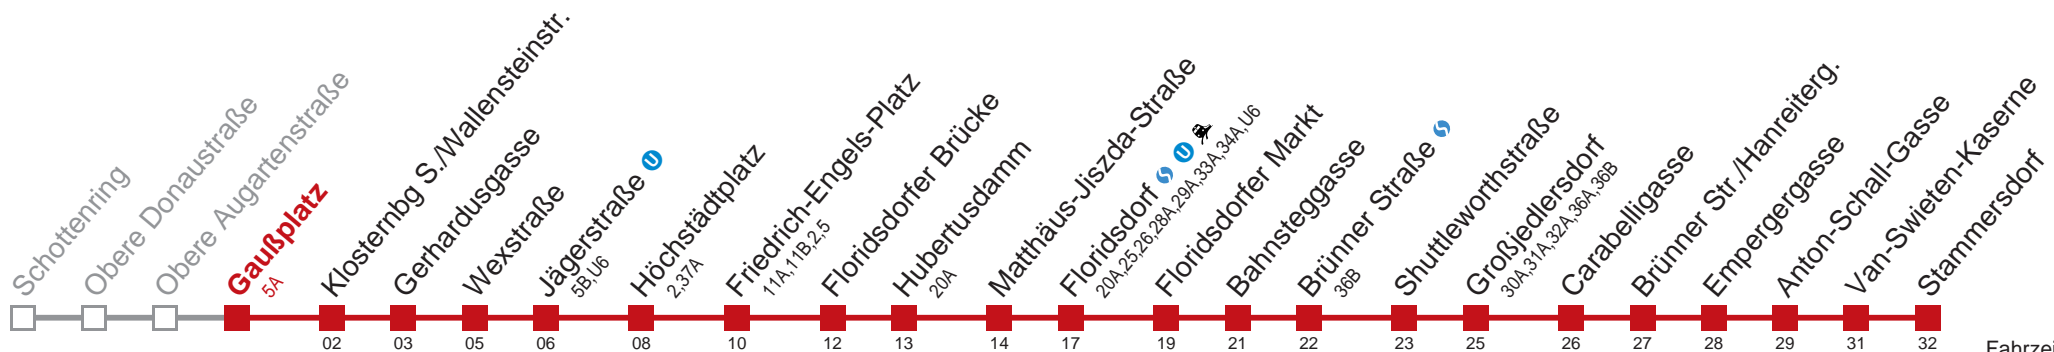 Schottenring
Obere Donaustraße
Obere Augartenstraße
Gaußplatz
5A
Klosternbg S./Wallensteinstr.
Gerhardusgasse
Wexstraße
Jägerstraße U
5B,U6
Höchstädtplatz
2,37A
Friedrich-Engels-Platz
11A,11B,2,5
Floridsdorfer Brücke
Hubertusdamm
20A
Matthäus-Jiszda-Straße
Floridsdorf S U
20A,25,26,28A,29A,33A,34A,U6
Floridsdorfer Markt
Bahnsteggasse
Brünner Straße S
36B
Shuttleworthstraße
Großjedlersdorf
30A,31A,32A,36A,36B
Carabelligasse
Brünner Str./Hanreiterg.
Empergergasse
Anton-Schall-Gasse
Van-Swieten-Kaserne
Stammersdorf
02 03 05 06 08 10 12 13 14 17 19 21 22 23 25 26 27 28 29 31 32
Fahrzei